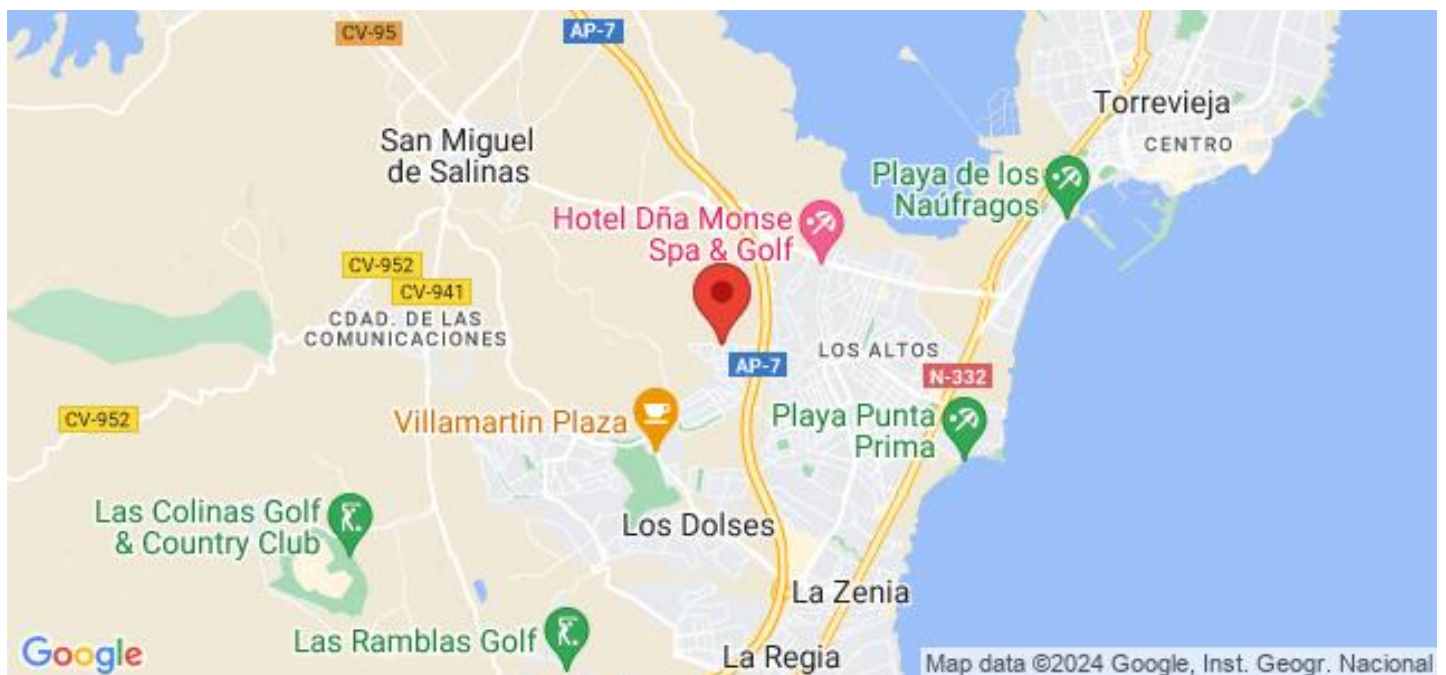 CV-95
AP-7
Torrevieja
CENTRO
San Miguel
de Salinas
Playa de los
Naúfragos
Hotel Dña Monse
Spa & Golf
CV-952
CV-941
CDAD. DE LAS
COMUNICACIONES
LOS ALTOS
AP-7
N-332
CV-952
Villamartin Plaza
Playa Punta
Prima
Las Colinas Golf
& Country Club
Los Dolses
La Zenia
Las Ramblas Golf
La Regia
Google
Map data ©2024 Google, Inst. Geogr. Nacional